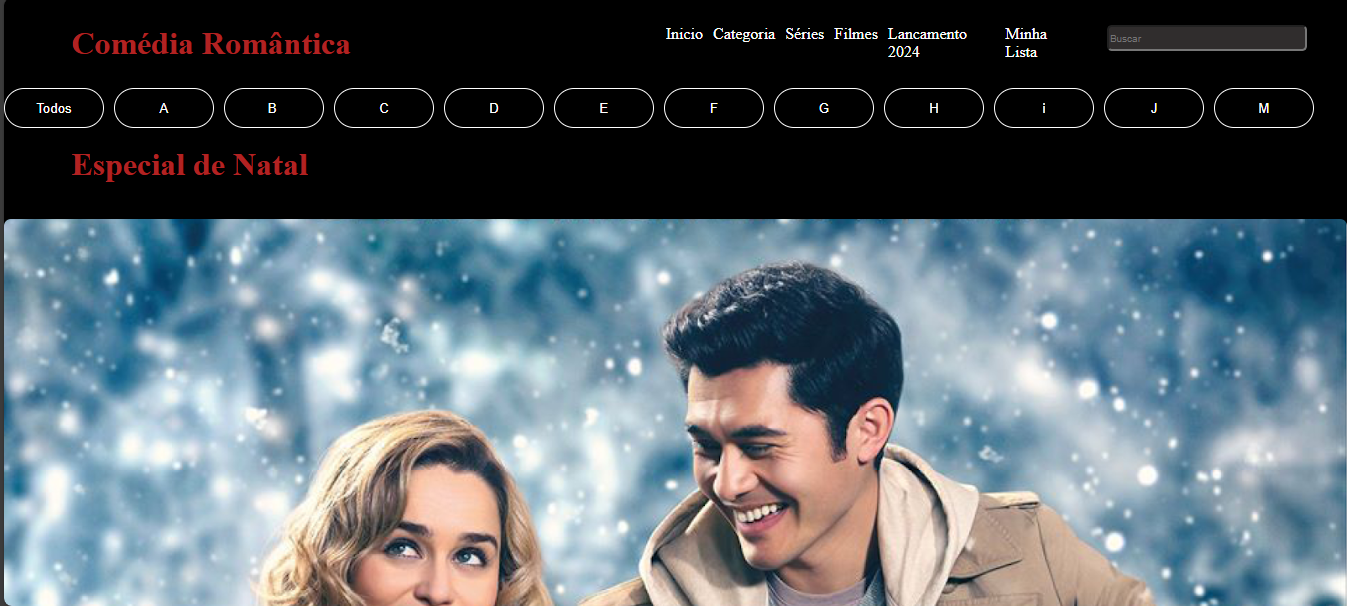 Comédia Romântica
Inicio Categoria Séries Filmes Lancamento 2024 Minha Lista Buscar
Todos A B C D E F G H i J M
Especial de Natal